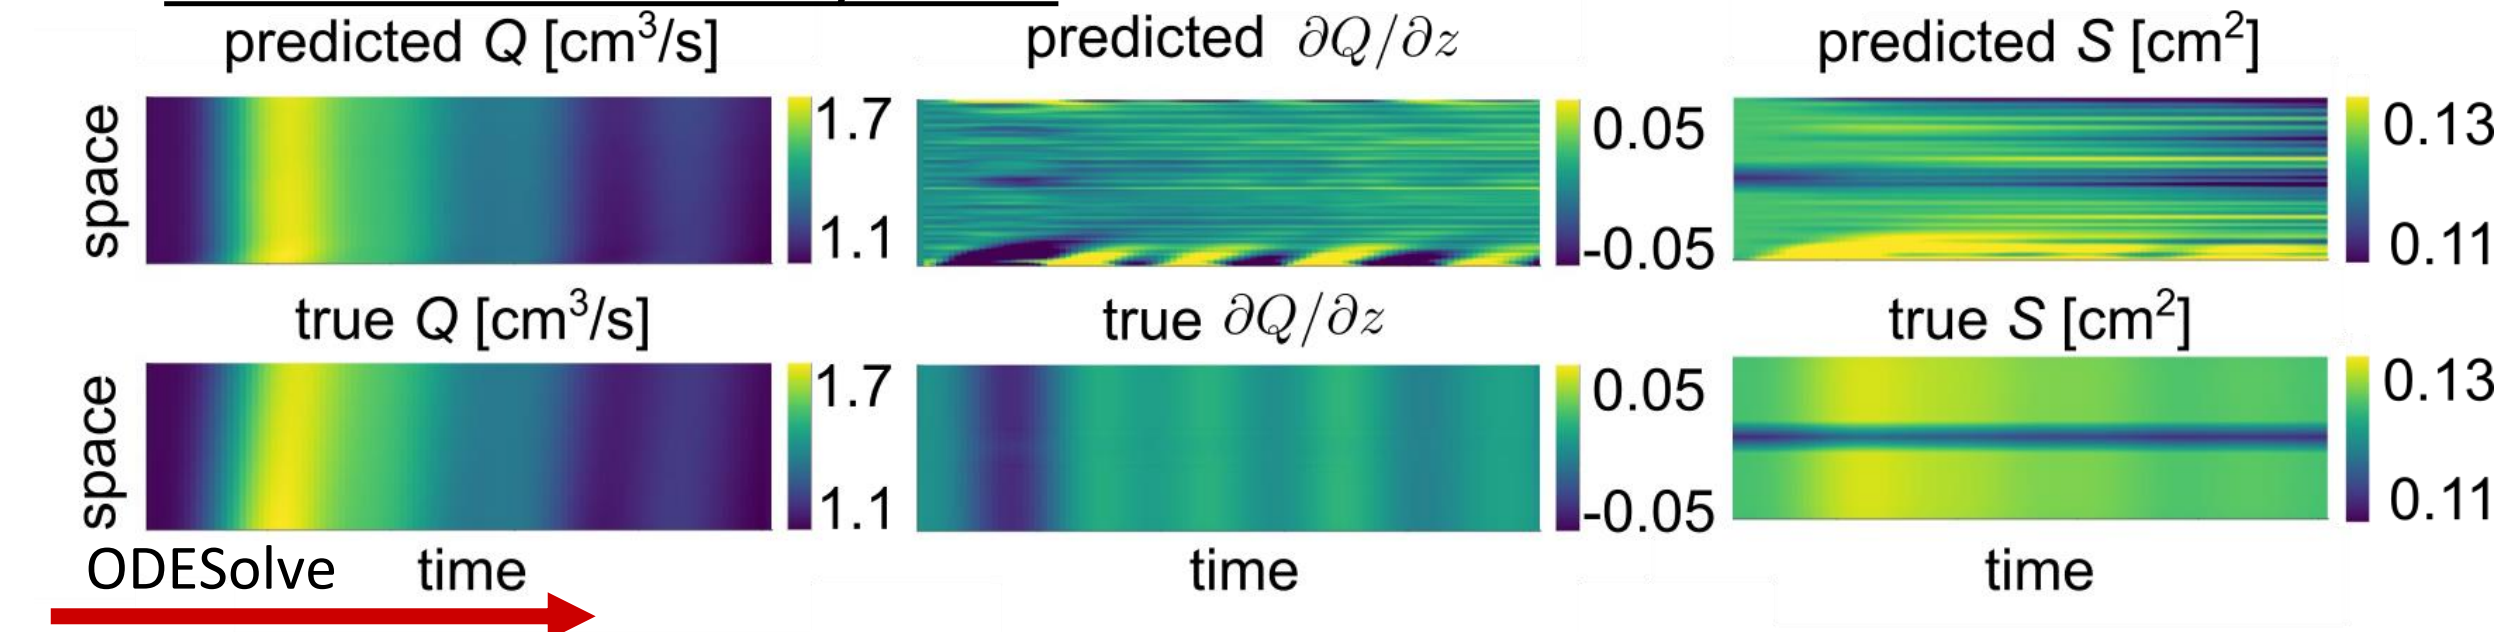 predicted Q [cm³/s]
predicted ∂Q/∂z
predicted S [cm²]
space
1.7
1.1
0.05
-0.05
0.13
0.11
true Q [cm³/s]
true ∂Q/∂z
true S [cm²]
space
1.7
1.1
0.05
-0.05
0.13
0.11
ODESolve
time
time
time